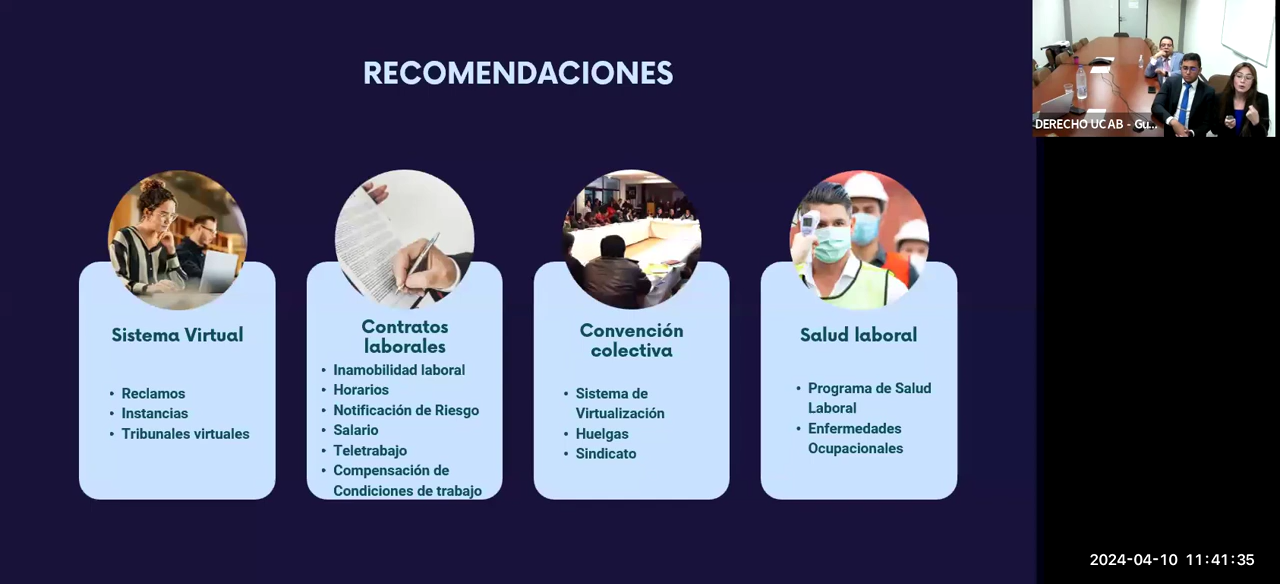 RECOMENDACIONES
DERECHO UCAB - Gu...
Sistema Virtual
• Reclamos
• Instancias
• Tribunales virtuales
Contratos
laborales
• Inamobilidad laboral
• Horarios
• Notificación de Riesgo
• Salario
• Teletrabajo
• Compensación de
Condiciones de trabajo
Convención
colectiva
• Sistema de
Virtualización
• Huelgas
• Sindicato
Salud laboral
• Programa de Salud
Laboral
• Enfermedades
Ocupacionales
2024-04-10 11:41:35